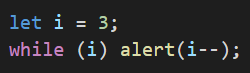 let i = 3;
while (i) alert(i--);